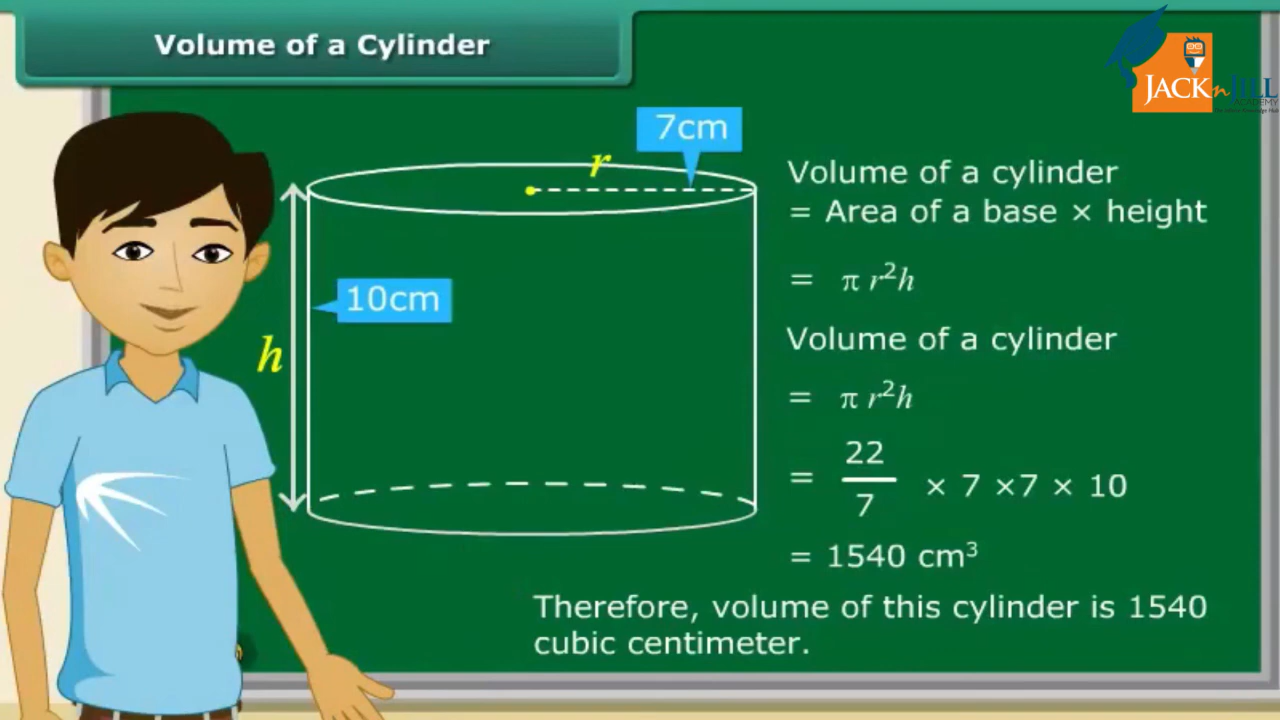 Volume of a Cylinder
JACK n JILL
ACADEMY
7cm
r
10cm
h
Volume of a cylinder
= Area of a base × height
= π r²h
Volume of a cylinder
= π r²h
= 22/7 × 7 ×7 × 10
= 1540 cm³
Therefore, volume of this cylinder is 1540
cubic centimeter.